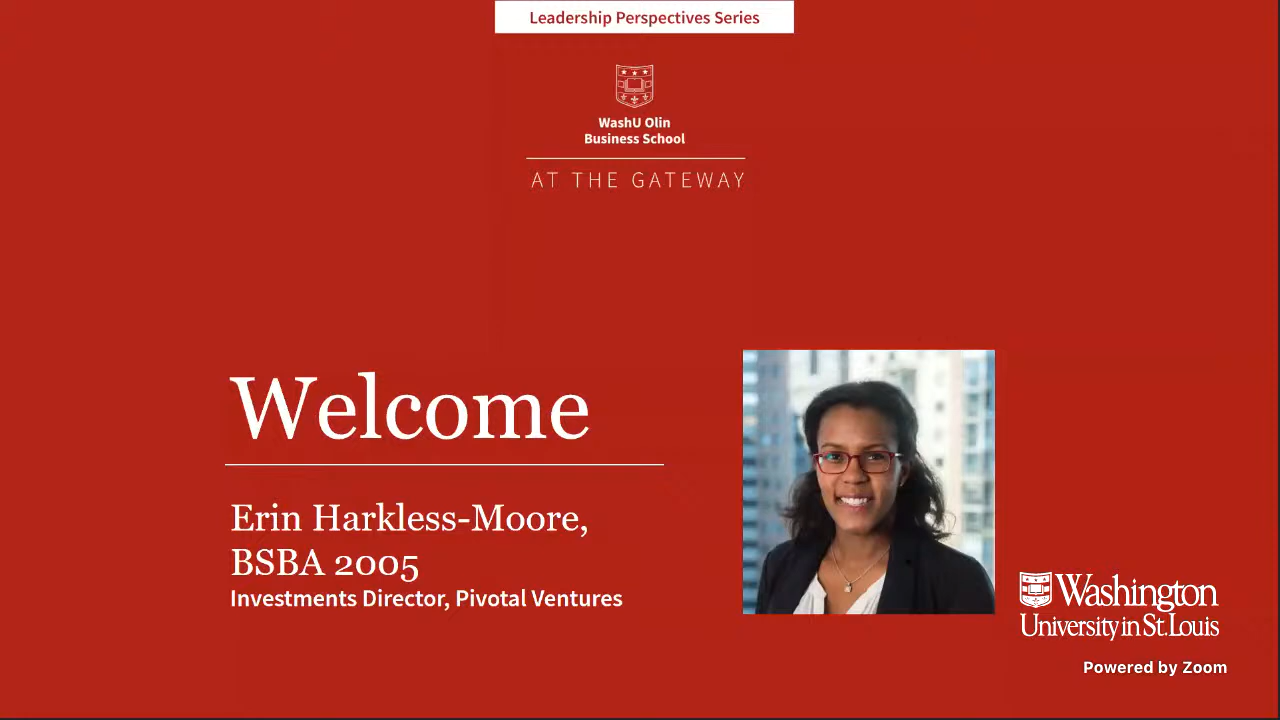 Leadership Perspectives Series
WashU Olin
Business School
AT THE GATEWAY
Welcome
Erin Harkless-Moore,
BSBA 2005
Investments Director, Pivotal Ventures
Washington
University in St. Louis
Powered by Zoom